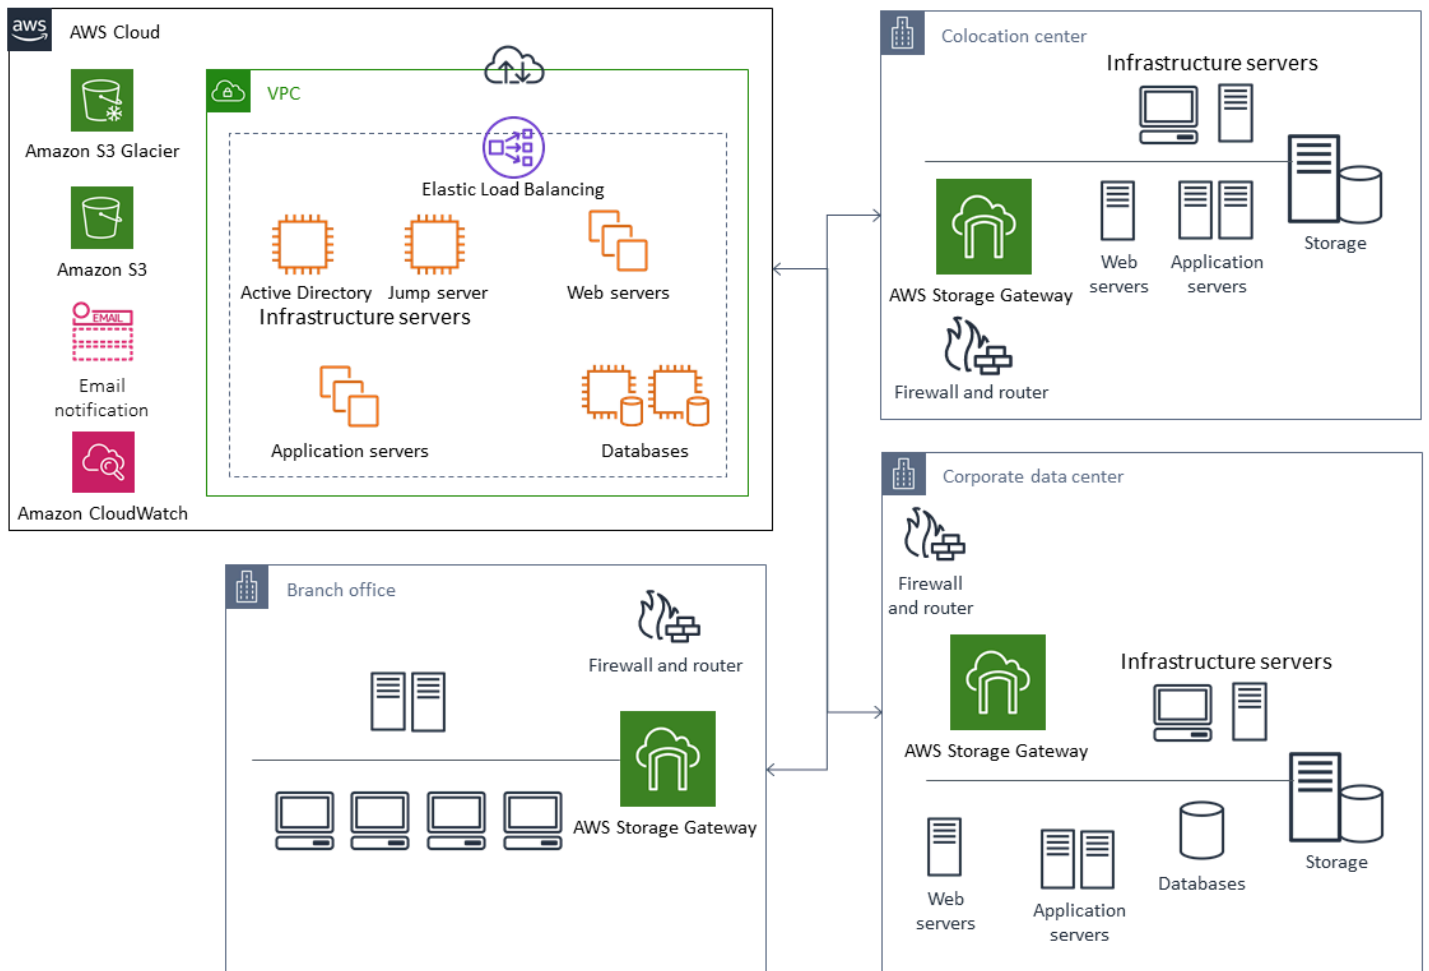 aws
AWS Cloud
Amazon S3 Glacier
Amazon S3
EMAIL
Email
notification
Amazon CloudWatch
VPC
Elastic Load Balancing
Active Directory
Jump server
Web servers
Infrastructure servers
Application servers
Databases
Colocation center
Infrastructure servers
Storage
Web
servers
Application
servers
AWS Storage Gateway
Firewall and router
Branch office
Firewall and router
AWS Storage Gateway
Corporate data center
Firewall
and router
Infrastructure servers
AWS Storage Gateway
Storage
Databases
Web
servers
Application
servers